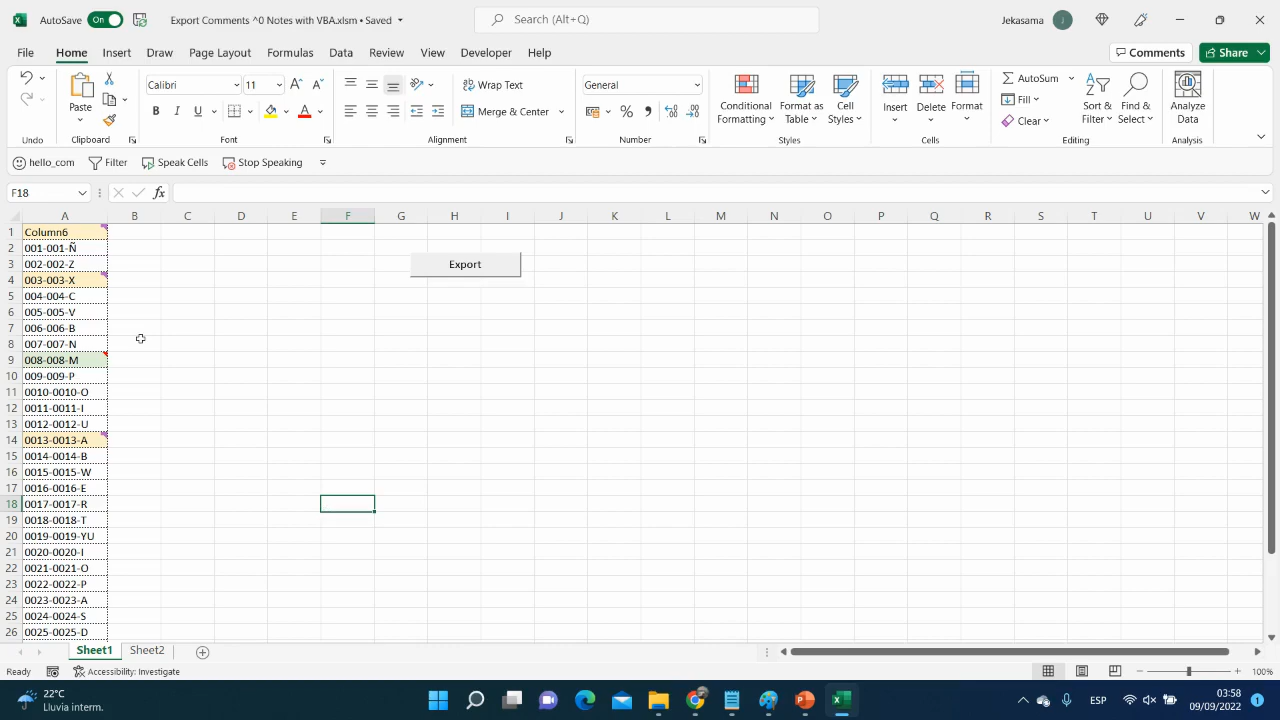 AutoSave On Export Comments ^0 Notes with VBA.xlsm • Saved Search (Alt+Q) Jekasama J
File Home Insert Draw Page Layout Formulas Data Review View Developer Help Comments Share
Calibri 11 A A Wrap Text General AutoSum
Fill
Paste B I U A Merge & Center % Conditional Formatting Format as Table Cell Styles Insert Delete Format Clear Sort & Filter Find & Select Analyze Data
Undo Clipboard Font Alignment Number Styles Cells Editing Analysis
hello_com Filter Speak Cells Stop Speaking
F18 fx
A B C D E F G H I J K L M N O P Q R S T U V W
1 Column6
2 001-001-Ñ
3 002-002-Z Export
4 003-003-X
5 004-004-C
6 005-005-V
7 006-006-B
8 007-007-N
9 008-008-M
10 009-009-P
11 0010-0010-O
12 0011-0011-I
13 0012-0012-U
14 0013-0013-A
15 0014-0014-B
16 0015-0015-W
17 0016-0016-E
18 0017-0017-R
19 0018-0018-T
20 0019-0019-YU
21 0020-0020-I
22 0021-0021-O
23 0022-0022-P
24 0023-0023-A
25 0024-0024-S
26 0025-0025-D
Sheet1 Sheet2
Ready Accessibility: Investigate 100%
22°C
Lluvia interm.
ESP
03:58
09/09/2022
1